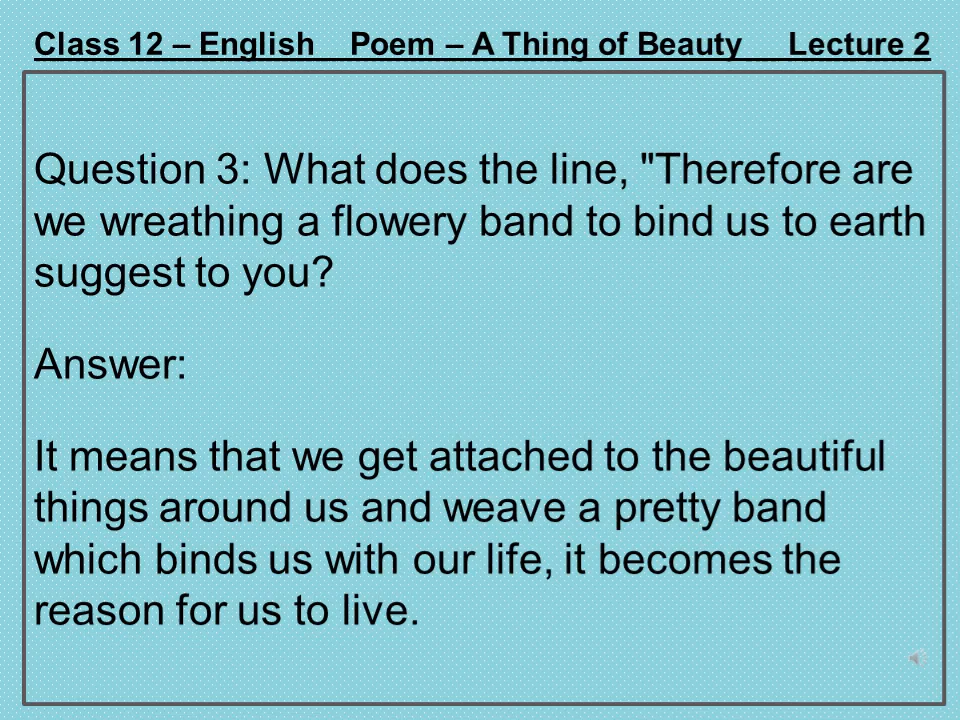 Class 12 – English    Poem – A Thing of Beauty     Lecture 2
Question 3: What does the line, "Therefore are
we wreathing a flowery band to bind us to earth
suggest to you?
Answer:
It means that we get attached to the beautiful
things around us and weave a pretty band
which binds us with our life, it becomes the
reason for us to live.